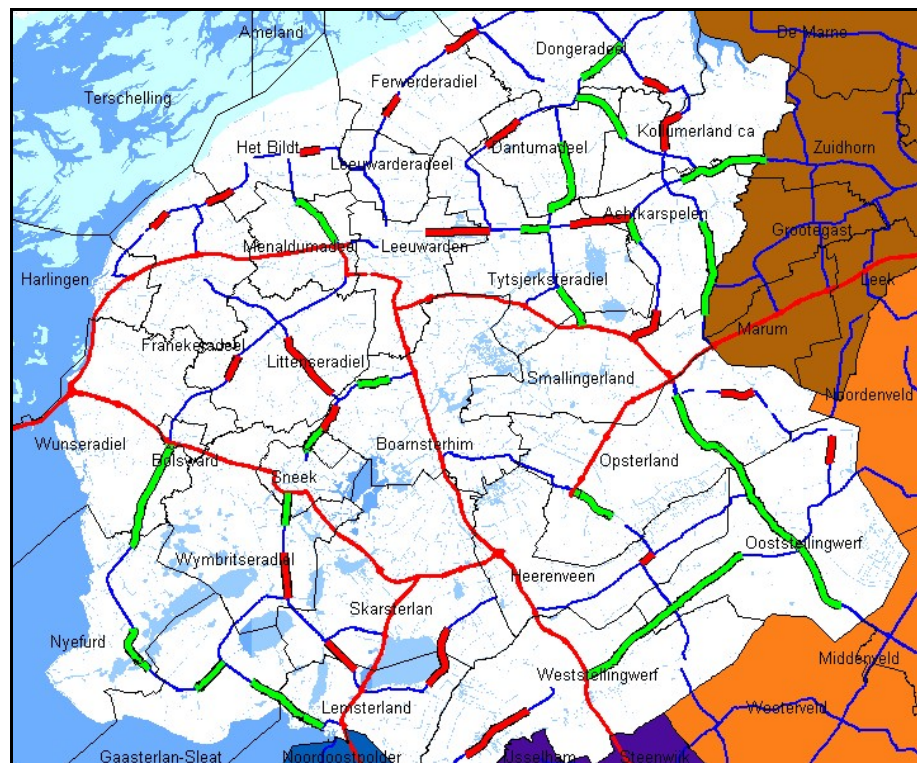 Ameland
De Marne
Dongeradeel
Ferwerderadiel
Terschelling
Kollumerland ca
Het Bildt
Dantumadeel
Zuidhorn
Leeuwarderadeel
Achtkarspelen
Grootegast
Menaldumadeel
Leeuwarden
Harlingen
Tytsjerksteradiel
Leek
Marum
Franekeradeel
Littenseradiel
Smallingerland
Noordenveld
Wunseradiel
Boarnsterhim
Bolsward
Opsterland
Sneek
Ooststellingwerf
Wymbritseradiel
Heerenveen
Skarsterlan
Nyefurd
Middenveld
Weststellingwerf
Lemsterland
Westerveld
Gaasterlan-Sleat
Noordoostpolder
IJsselham
Steenwijk